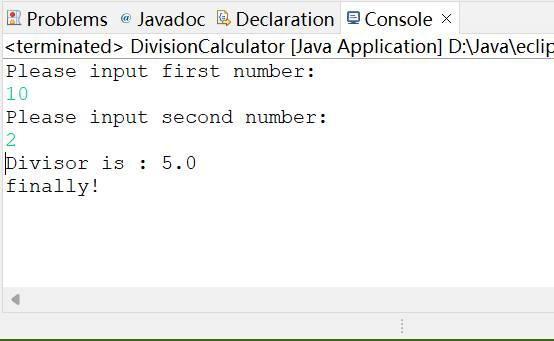 Problems @ Javadoc Declaration Console
<terminated> DivisionCalculator [Java Application] D:\Java\eclip
Please input first number:
10
Please input second number:
2
Divisor is : 5.0
finally!